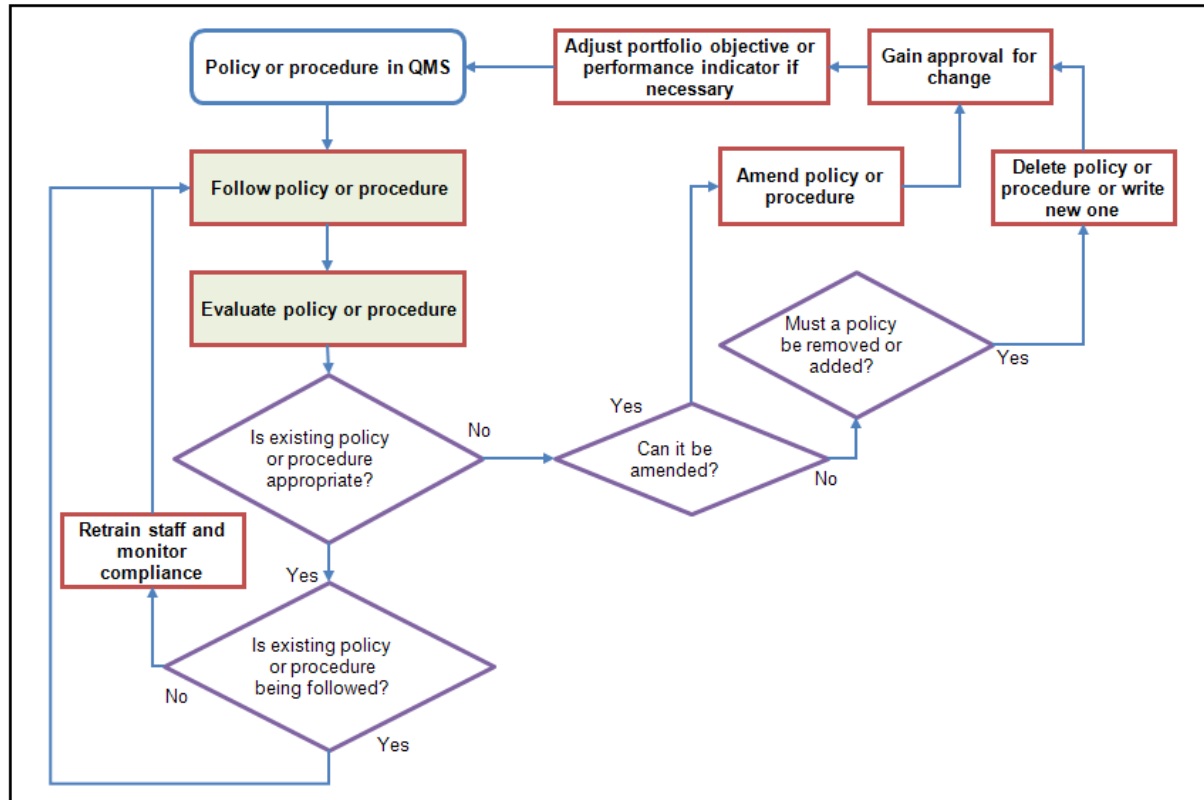 Policy or procedure in QMS
Adjust portfolio objective or
performance indicator if
necessary
Gain approval for
change
Follow policy or procedure
Amend policy or
procedure
Delete policy or
procedure or write
new one
Evaluate policy or procedure
Must a policy
be removed or
added?
Yes
Is existing policy
or procedure
appropriate?
No
Yes
Can it be
amended?
No
Retrain staff and
monitor
compliance
Yes
Is existing policy
or procedure
being followed?
No
Yes